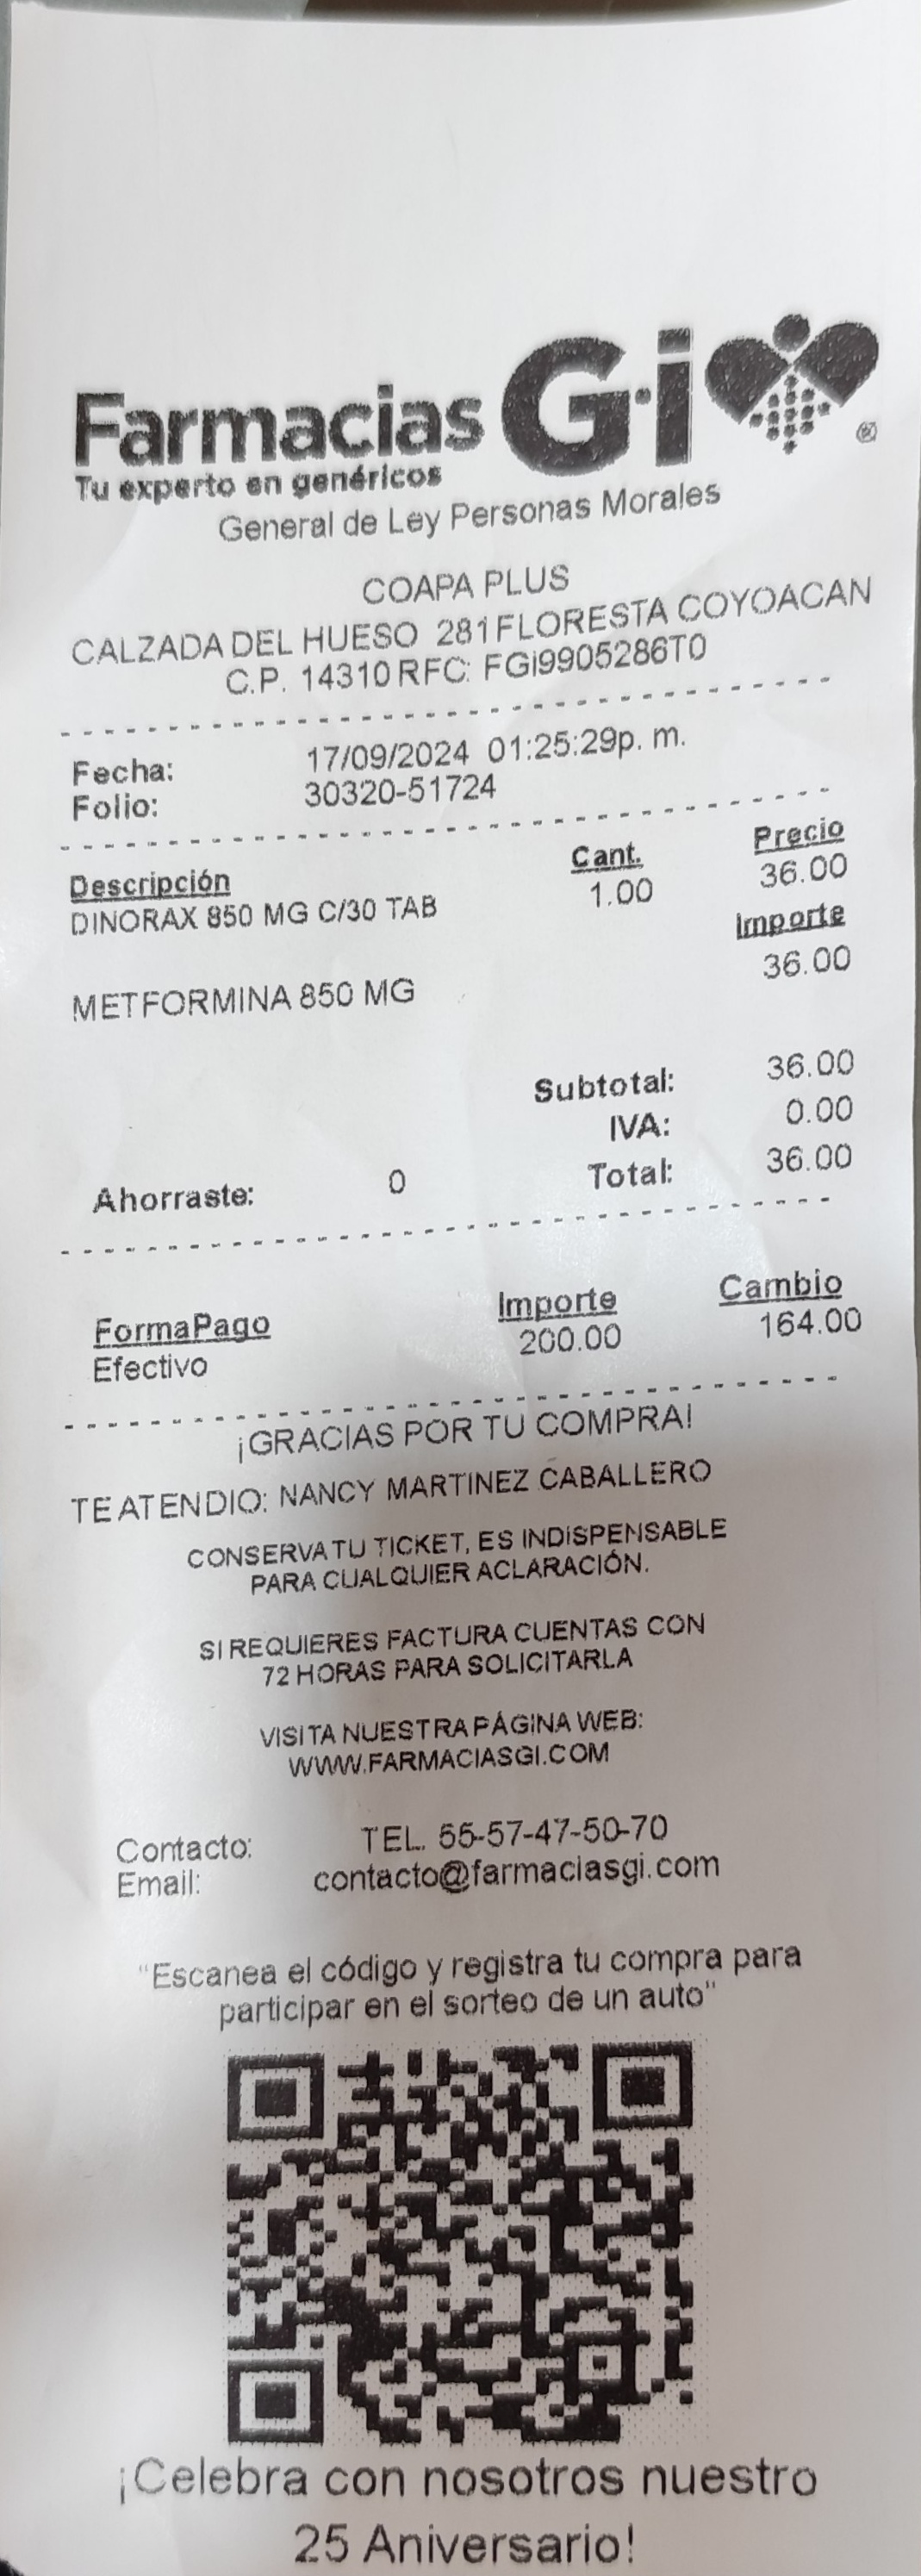 Farmacias Gi
Tu experto en genéricos
General de Ley Personas Morales
COAPA PLUS
CALZADA DEL HUESO 281 FLORESTA COYOACAN
C.P. 14310 RFC: FGI9905286T0
Fecha: 17/09/2024 01:25:29p. m.
Folio: 30320-51724
Descripción Cant. Precio
DINORAX 850 MG C/30 TAB 1.00 36.00
Importe
METFORMINA 850 MG 36.00
Subtotal: 36.00
IVA: 0.00
Ahorraste: 0 Total: 36.00
FormaPago Importe Cambio
Efectivo 200.00 164.00
¡GRACIAS POR TU COMPRA!
TE ATENDIO: NANCY MARTINEZ CABALLERO
CONSERVA TU TICKET, ES INDISPENSABLE
PARA CUALQUIER ACLARACIÓN.
SI REQUIERES FACTURA CUENTAS CON
72 HORAS PARA SOLICITARLA
VISITA NUESTRA PÁGINA WEB:
WWW.FARMACIASGI.COM
Contacto: TEL. 55-57-47-50-70
Email: contacto@farmaciasgi.com
"Escanea el código y registra tu compra para
participar en el sorteo de un auto"
¡Celebra con nosotros nuestro
25 Aniversario!